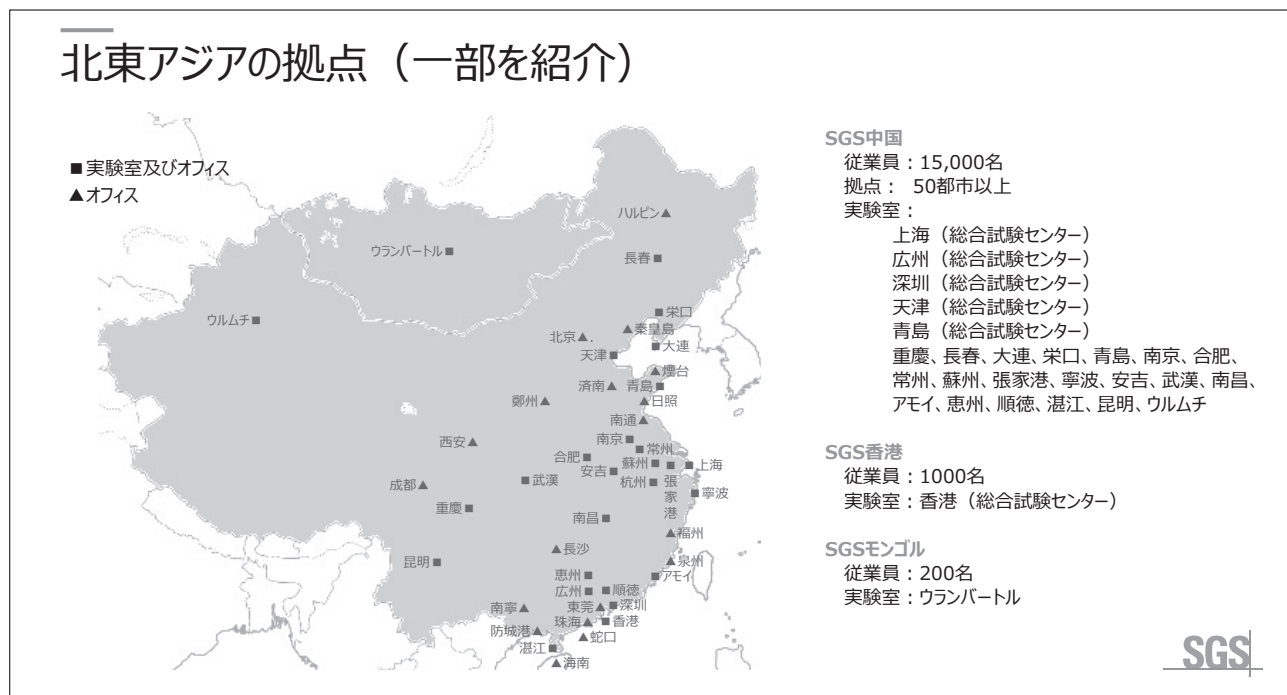 北東アジアの拠点（一部を紹介）
■実験室及びオフィス
▲オフィス
ハルビン▲
ウランバートル■
長春■
ウルムチ■
■栄口
▲秦皇島
北京▲.
■大連
天津■
▲煙台
済南▲
青島■
鄭州▲
▲日照
南通▲
西安▲
南京■
■常州
合肥■
蘇州■
■上海
安吉■
■張家港
成都▲
■武漢
杭州■
■寧波
重慶■
南昌■
▲福州
▲長沙
▲泉州
昆明■
恵州■
■アモイ
広州■
■順徳
南寧▲
東莞▲
■深圳
珠海▲
■香港
防城港▲
▲蛇口
湛江■
▲海南
SGS中国
従業員：15,000名
拠点： 50都市以上
実験室：
上海（総合試験センター）
広州（総合試験センター）
深圳（総合試験センター）
天津（総合試験センター）
青島（総合試験センター）
重慶、長春、大連、栄口、青島、南京、合肥、
常州、蘇州、張家港、寧波、安吉、武漢、南昌、
アモイ、恵州、順徳、湛江、昆明、ウルムチ
SGS香港
従業員：1000名
実験室：香港（総合試験センター）
SGSモンゴル
従業員：200名
実験室：ウランバートル
SGS